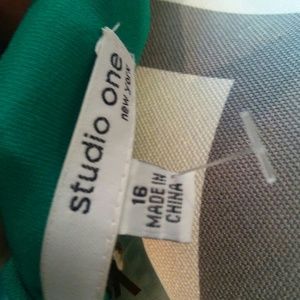 studio one
new york
16
MADE IN
CHINA